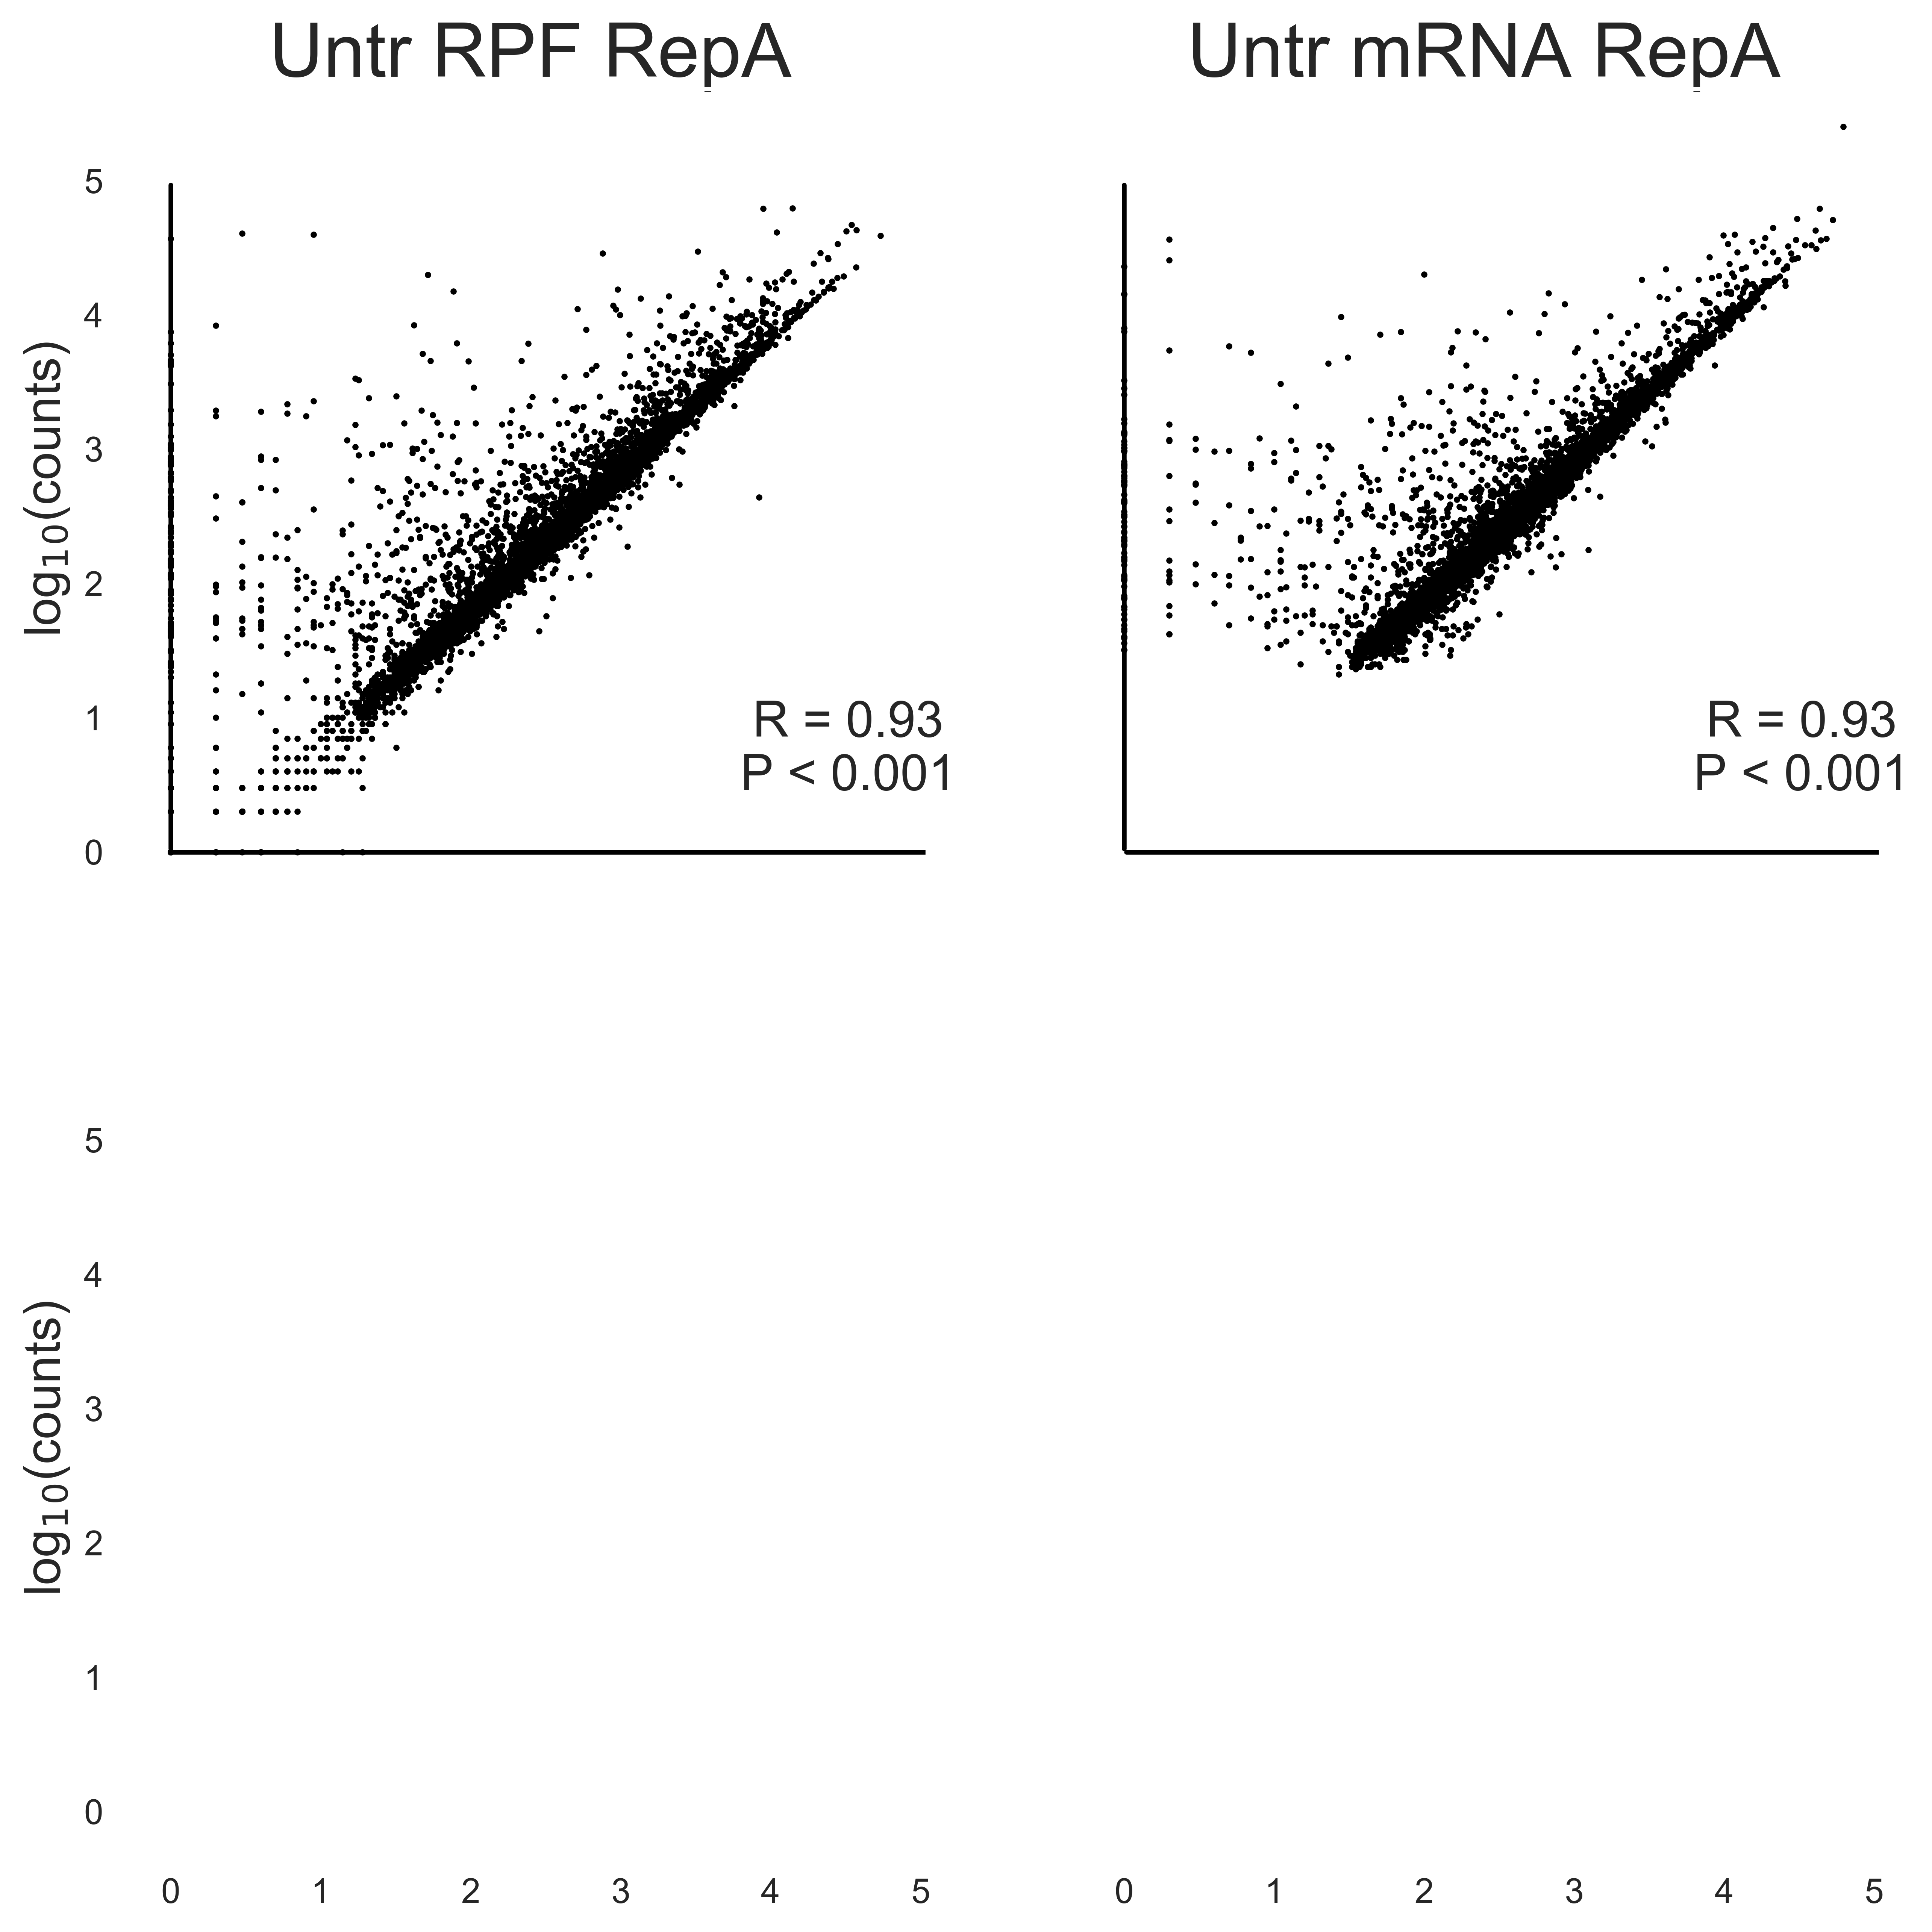 Untr RPF RepA
Untr mRNA RepA
log₁₀(counts)
5
4
3
2
1
0
R = 0.93
P < 0.001
R = 0.93
P < 0.001
log₁₀(counts)
5
4
3
2
1
0
0 1 2 3 4 5
0 1 2 3 4 5